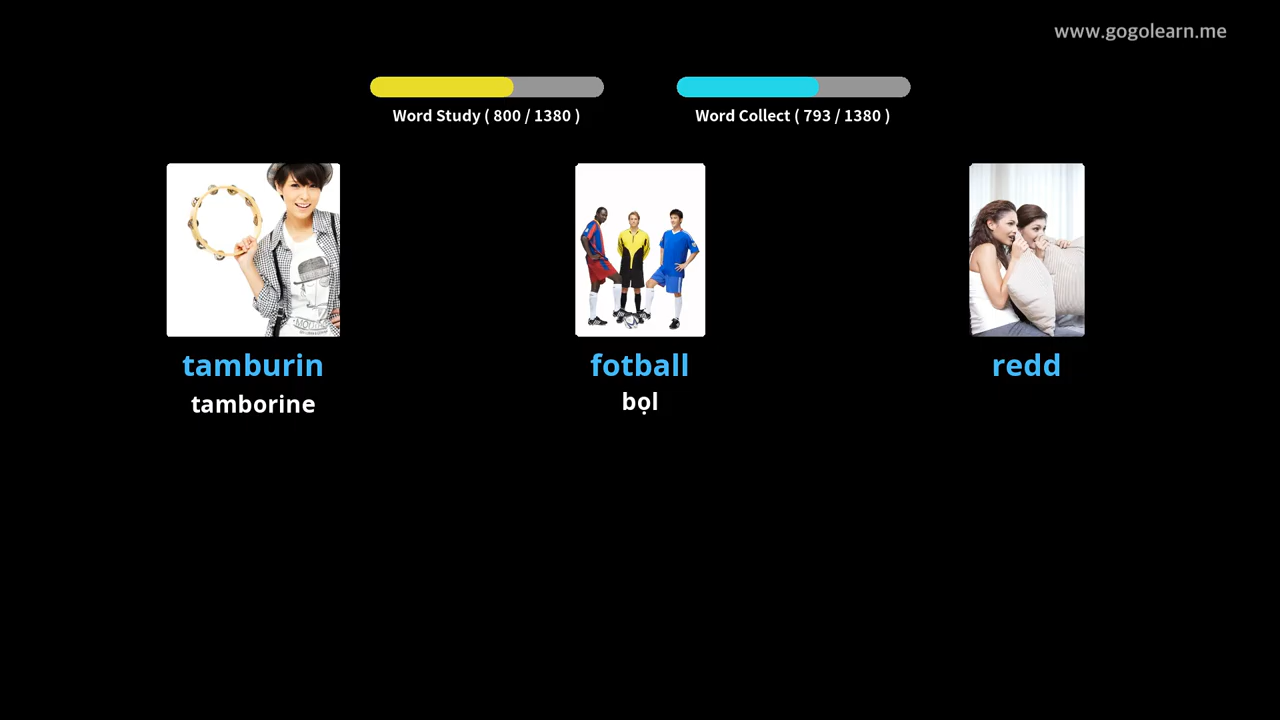 www.gogolearn.me
Word Study ( 800 / 1380 )
Word Collect ( 793 / 1380 )
tamburin
fotball
redd
tamborine
bọl